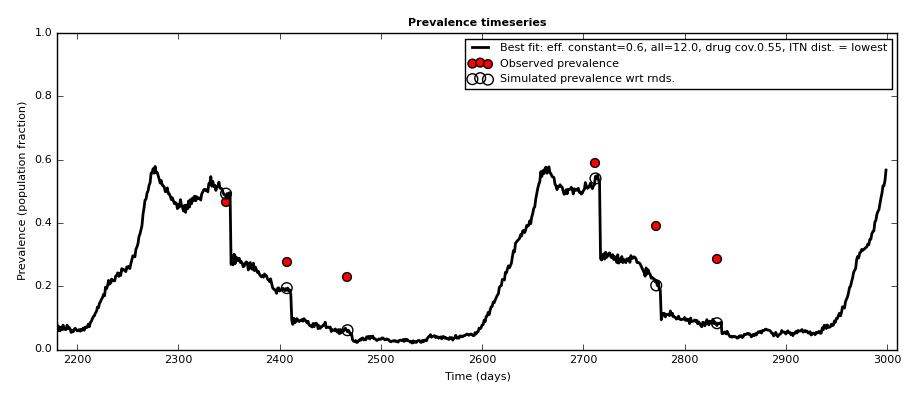 Prevalence timeseries
1.0
0.8
0.6
0.4
0.2
0.0
Prevalence (population fraction)
Best fit: eff. constant=0.6, all=12.0, drug cov.0.55, ITN dist. = lowest
Observed prevalence
Simulated prevalence wrt rnds.
2200 2300 2400 2500 2600 2700 2800 2900 3000
Time (days)